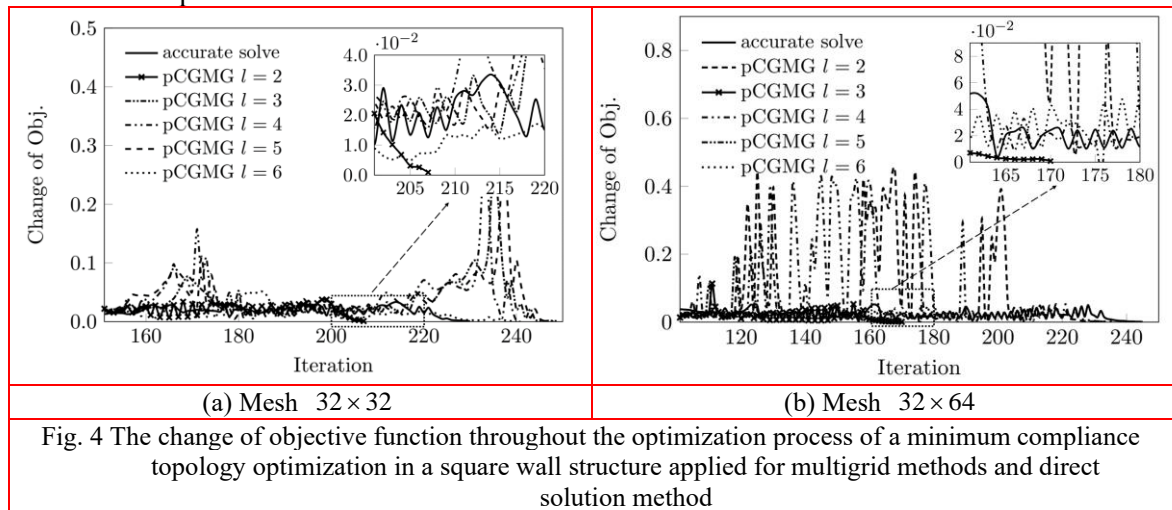 0.5
0.4
0.3
0.2
0.1
0.0
Change of Obj.
accurate solve
pCGMG l = 2
pCGMG l = 3
pCGMG l = 4
pCGMG l = 5
pCGMG l = 6
·10⁻²
4.0
3.0
2.0
1.0
0.0
205 210 215 220
160 180 200 220 240
Iteration
0.8
0.6
0.4
0.2
0
Change of Obj.
accurate solve
pCGMG l = 2
pCGMG l = 3
pCGMG l = 4
pCGMG l = 5
pCGMG l = 6
·10⁻²
8
6
4
2
0
165 170 175 180
120 140 160 180 200 220 240
Iteration
(a) Mesh 32 × 32
(b) Mesh 32 × 64
Fig. 4 The change of objective function throughout the optimization process of a minimum compliance
topology optimization in a square wall structure applied for multigrid methods and direct
solution method